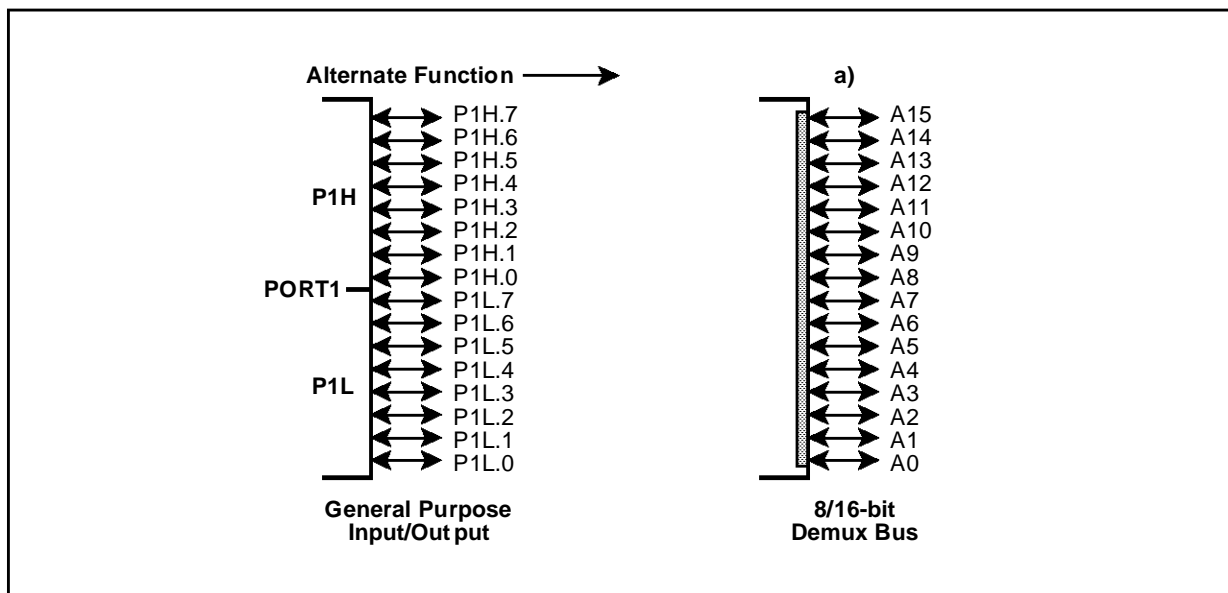 Alternate Function
a)
P1H
PORT1
P1L
P1H.7
P1H.6
P1H.5
P1H.4
P1H.3
P1H.2
P1H.1
P1H.0
P1L.7
P1L.6
P1L.5
P1L.4
P1L.3
P1L.2
P1L.1
P1L.0
A15
A14
A13
A12
A11
A10
A9
A8
A7
A6
A5
A4
A3
A2
A1
A0
General Purpose
Input/Output
8/16-bit
Demux Bus